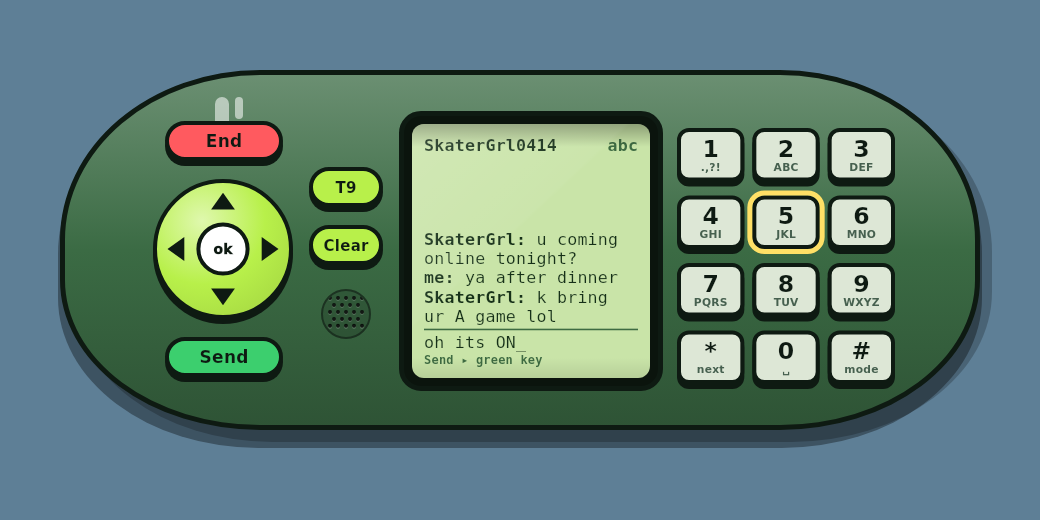 End
ok
Send
T9
Clear
SkaterGrl0414 abc
SkaterGrl: u coming
online tonight?
me: ya after dinner
SkaterGrl: k bring
ur A game lol
oh its ON_
Send ▸ green key
1 2 3
.,?! ABC DEF
4 5 6
GHI JKL MNO
7 8 9
PQRS TUV WXYZ
* 0 #
next ␣ mode